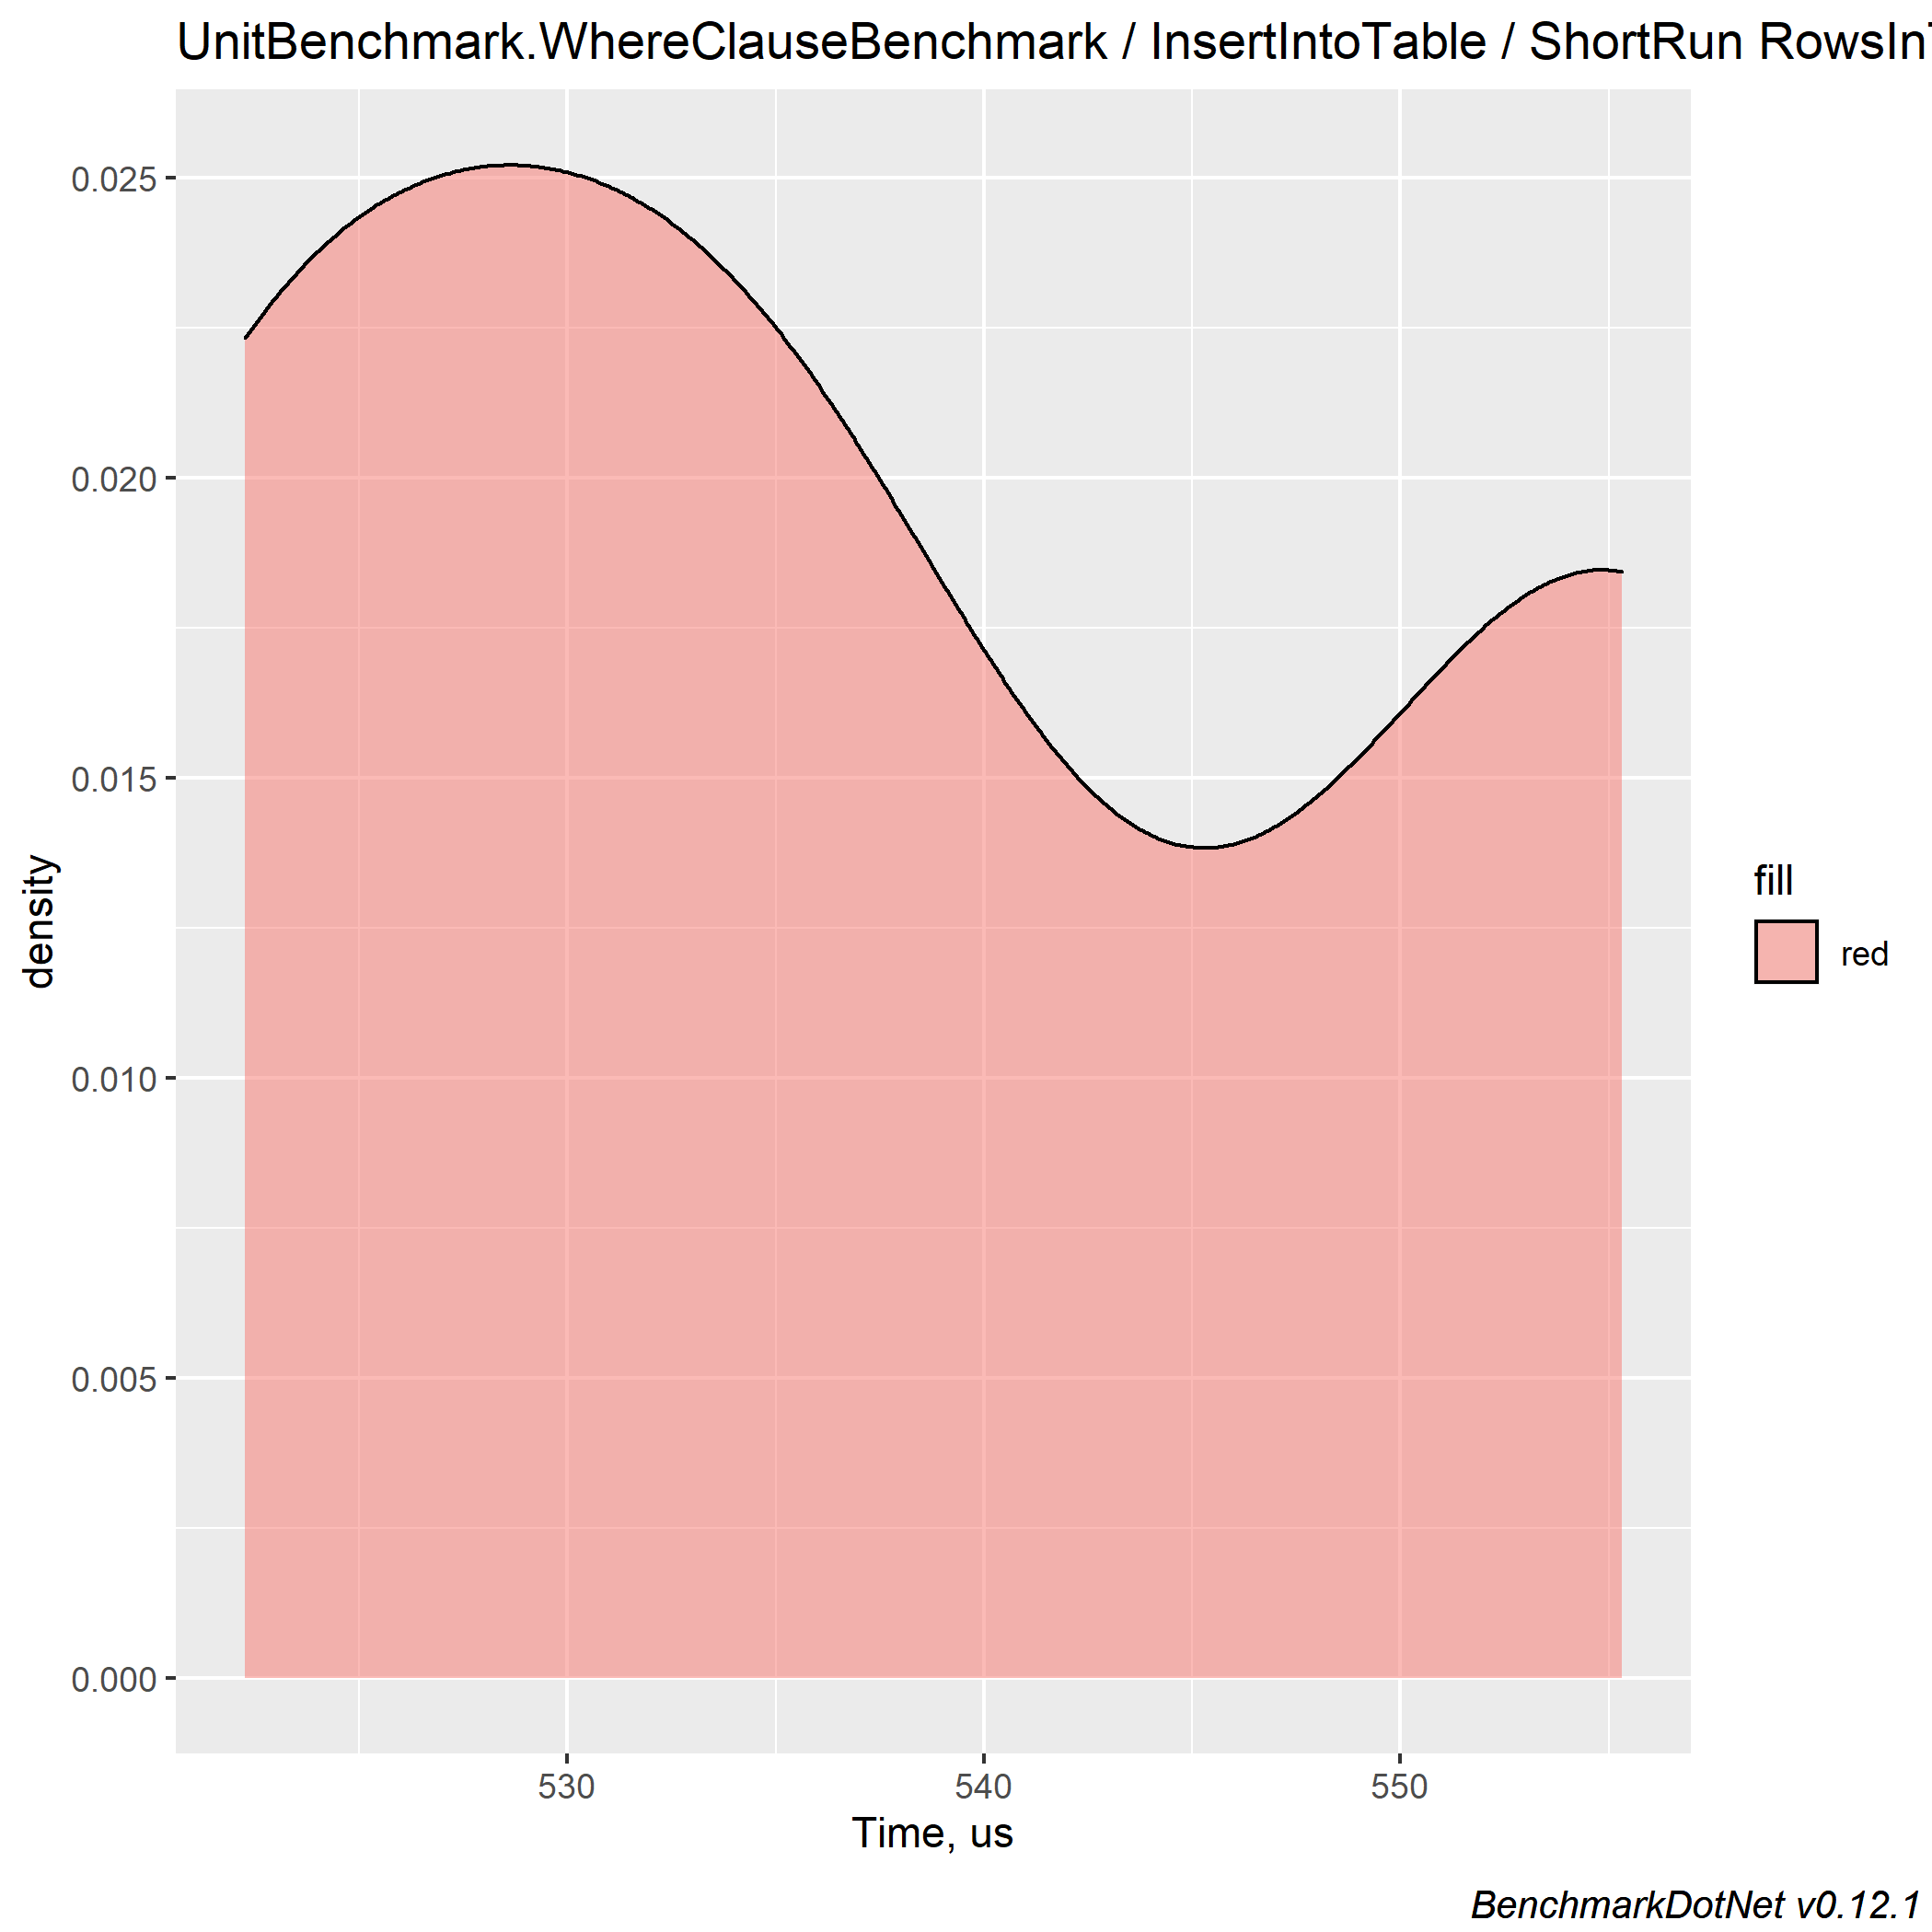 UnitBenchmark.WhereClauseBenchmark / InsertIntoTable / ShortRun RowsIn
0.025
0.020
0.015
0.010
0.005
0.000
density
530 540 550
Time, us
fill
red
BenchmarkDotNet v0.12.1